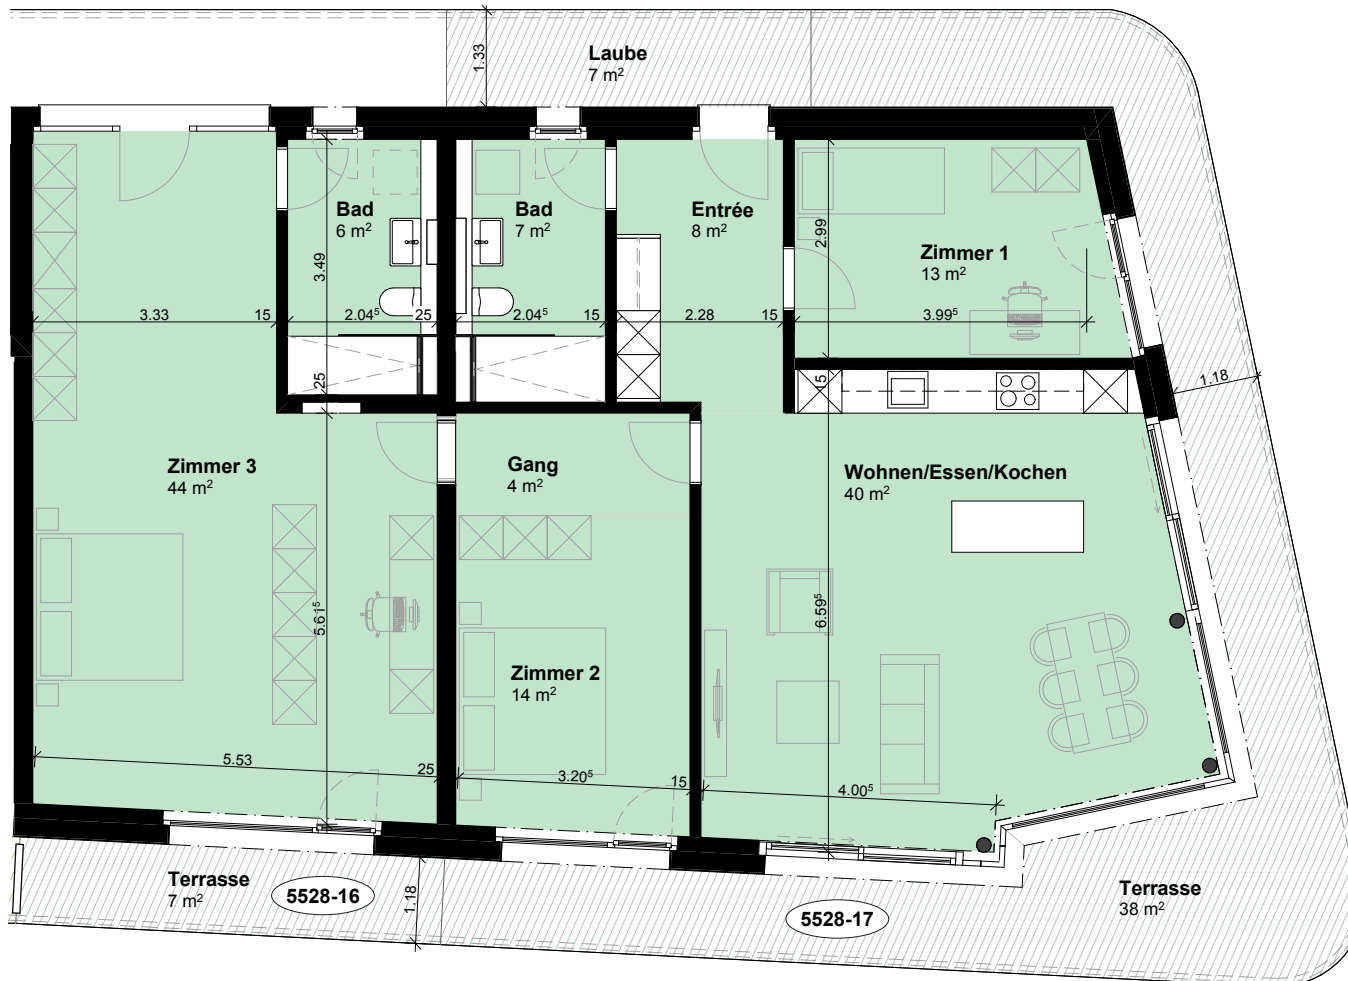 1.33
Laube
7 m²
Bad
6 m²
Bad
7 m²
Entrée
8 m²
2.99
Zimmer 1
13 m²
3.49
3.33
15
2.04⁵
25
2.04⁵
15
2.28
15
3.99⁵
25
15
1.18
Zimmer 3
44 m²
Gang
4 m²
Wohnen/Essen/Kochen
40 m²
5.61⁵
6.59⁵
Zimmer 2
14 m²
5.53
25
3.20⁵
15
4.00⁵
Terrasse
7 m²
5528-16
1.18
5528-17
Terrasse
38 m²